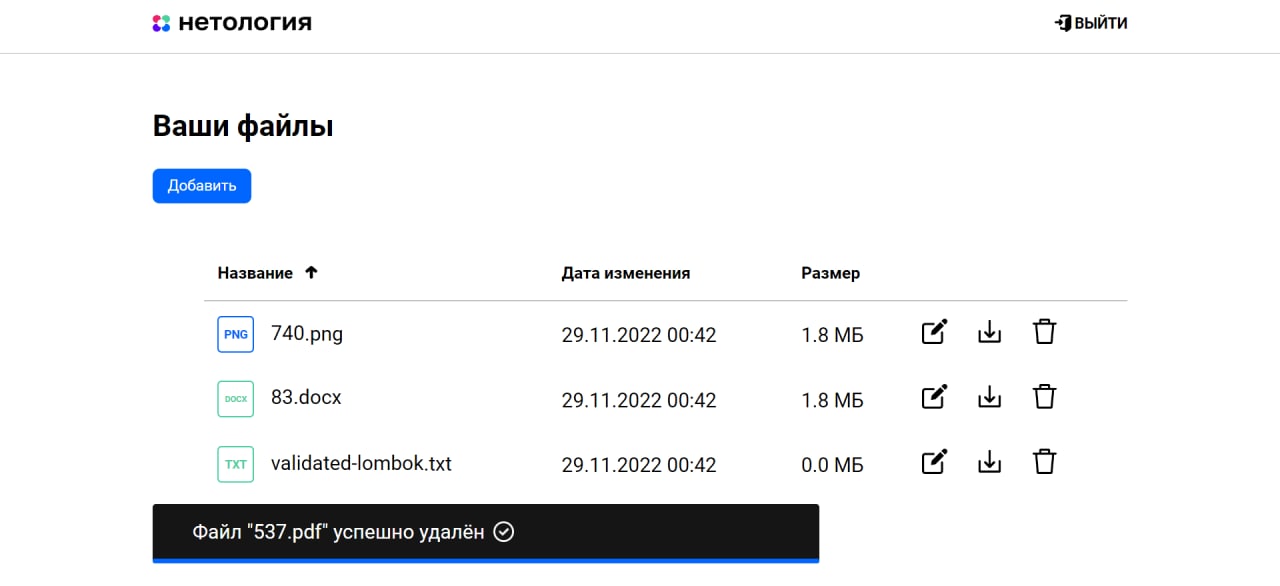 нетология
ВЫЙТИ
Ваши файлы
Добавить
Название Дата изменения Размер
PNG 740.png 29.11.2022 00:42 1.8 МБ
DOCX 83.docx 29.11.2022 00:42 1.8 МБ
TXT validated-lombok.txt 29.11.2022 00:42 0.0 МБ
Файл "537.pdf" успешно удалён